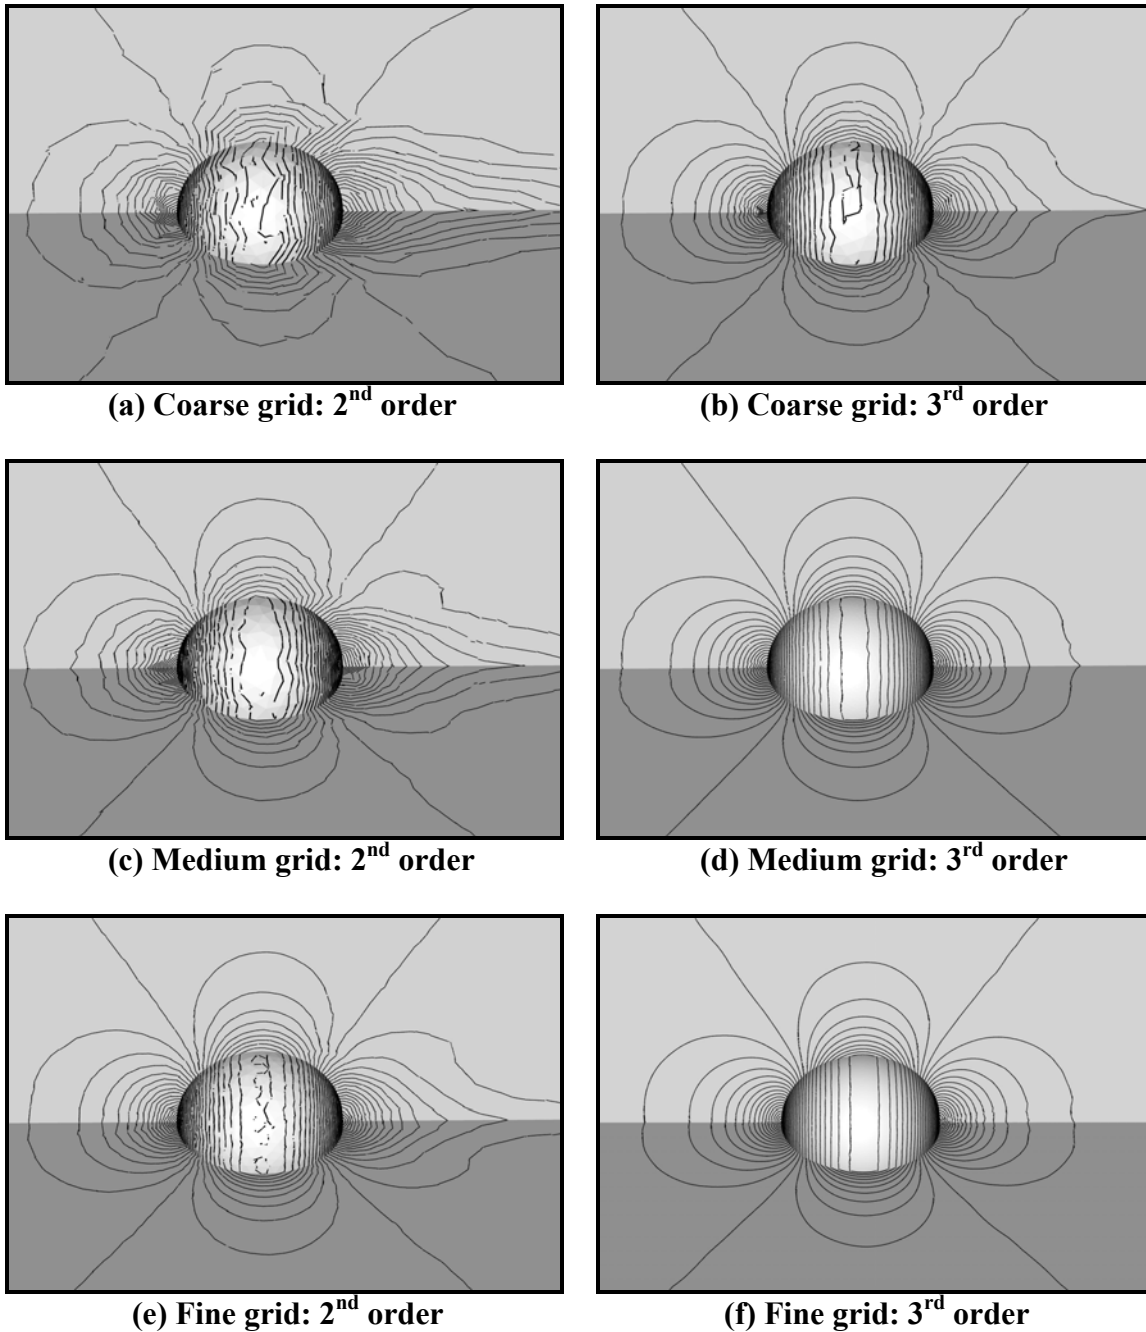 (a) Coarse grid: 2nd order
(b) Coarse grid: 3rd order
(c) Medium grid: 2nd order
(d) Medium grid: 3rd order
(e) Fine grid: 2nd order
(f) Fine grid: 3rd order